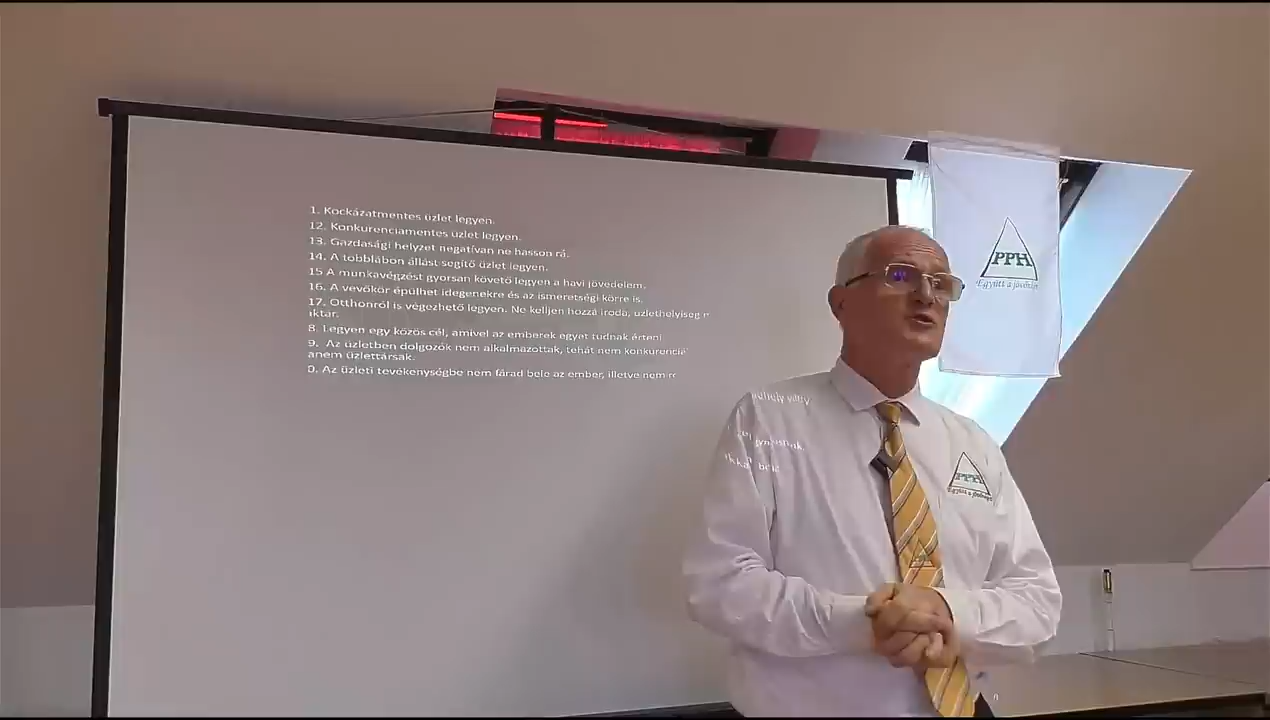 1. Kockázatmentes üzlet legyen.
12. Konkurenciamentes üzlet legyen.
13. Gazdasági helyzet negatívan ne hasson rá.
14. A többlábon állást segítő üzlet legyen.
15 A munkavégzést gyorsan követő legyen a havi jövedelem.
16. A vevőkör épülhet idegenekre és az ismeretségi körre is.
17. Otthonról is végezhető legyen. Ne kelljen hozzá iroda, üzlethelyiség r
aktár.
8. Legyen egy közös cél, amivel az emberek egyet tudnak érteni
9. Az üzletben dolgozók nem alkalmazottak, tehát nem konkurenciá
anem üzlettársak.
0. Az üzleti tevékenységbe nem fárad bele az ember, illetve nem
PPH
Együtt a jövőnkért
PPH
Együtt a jövőnkért